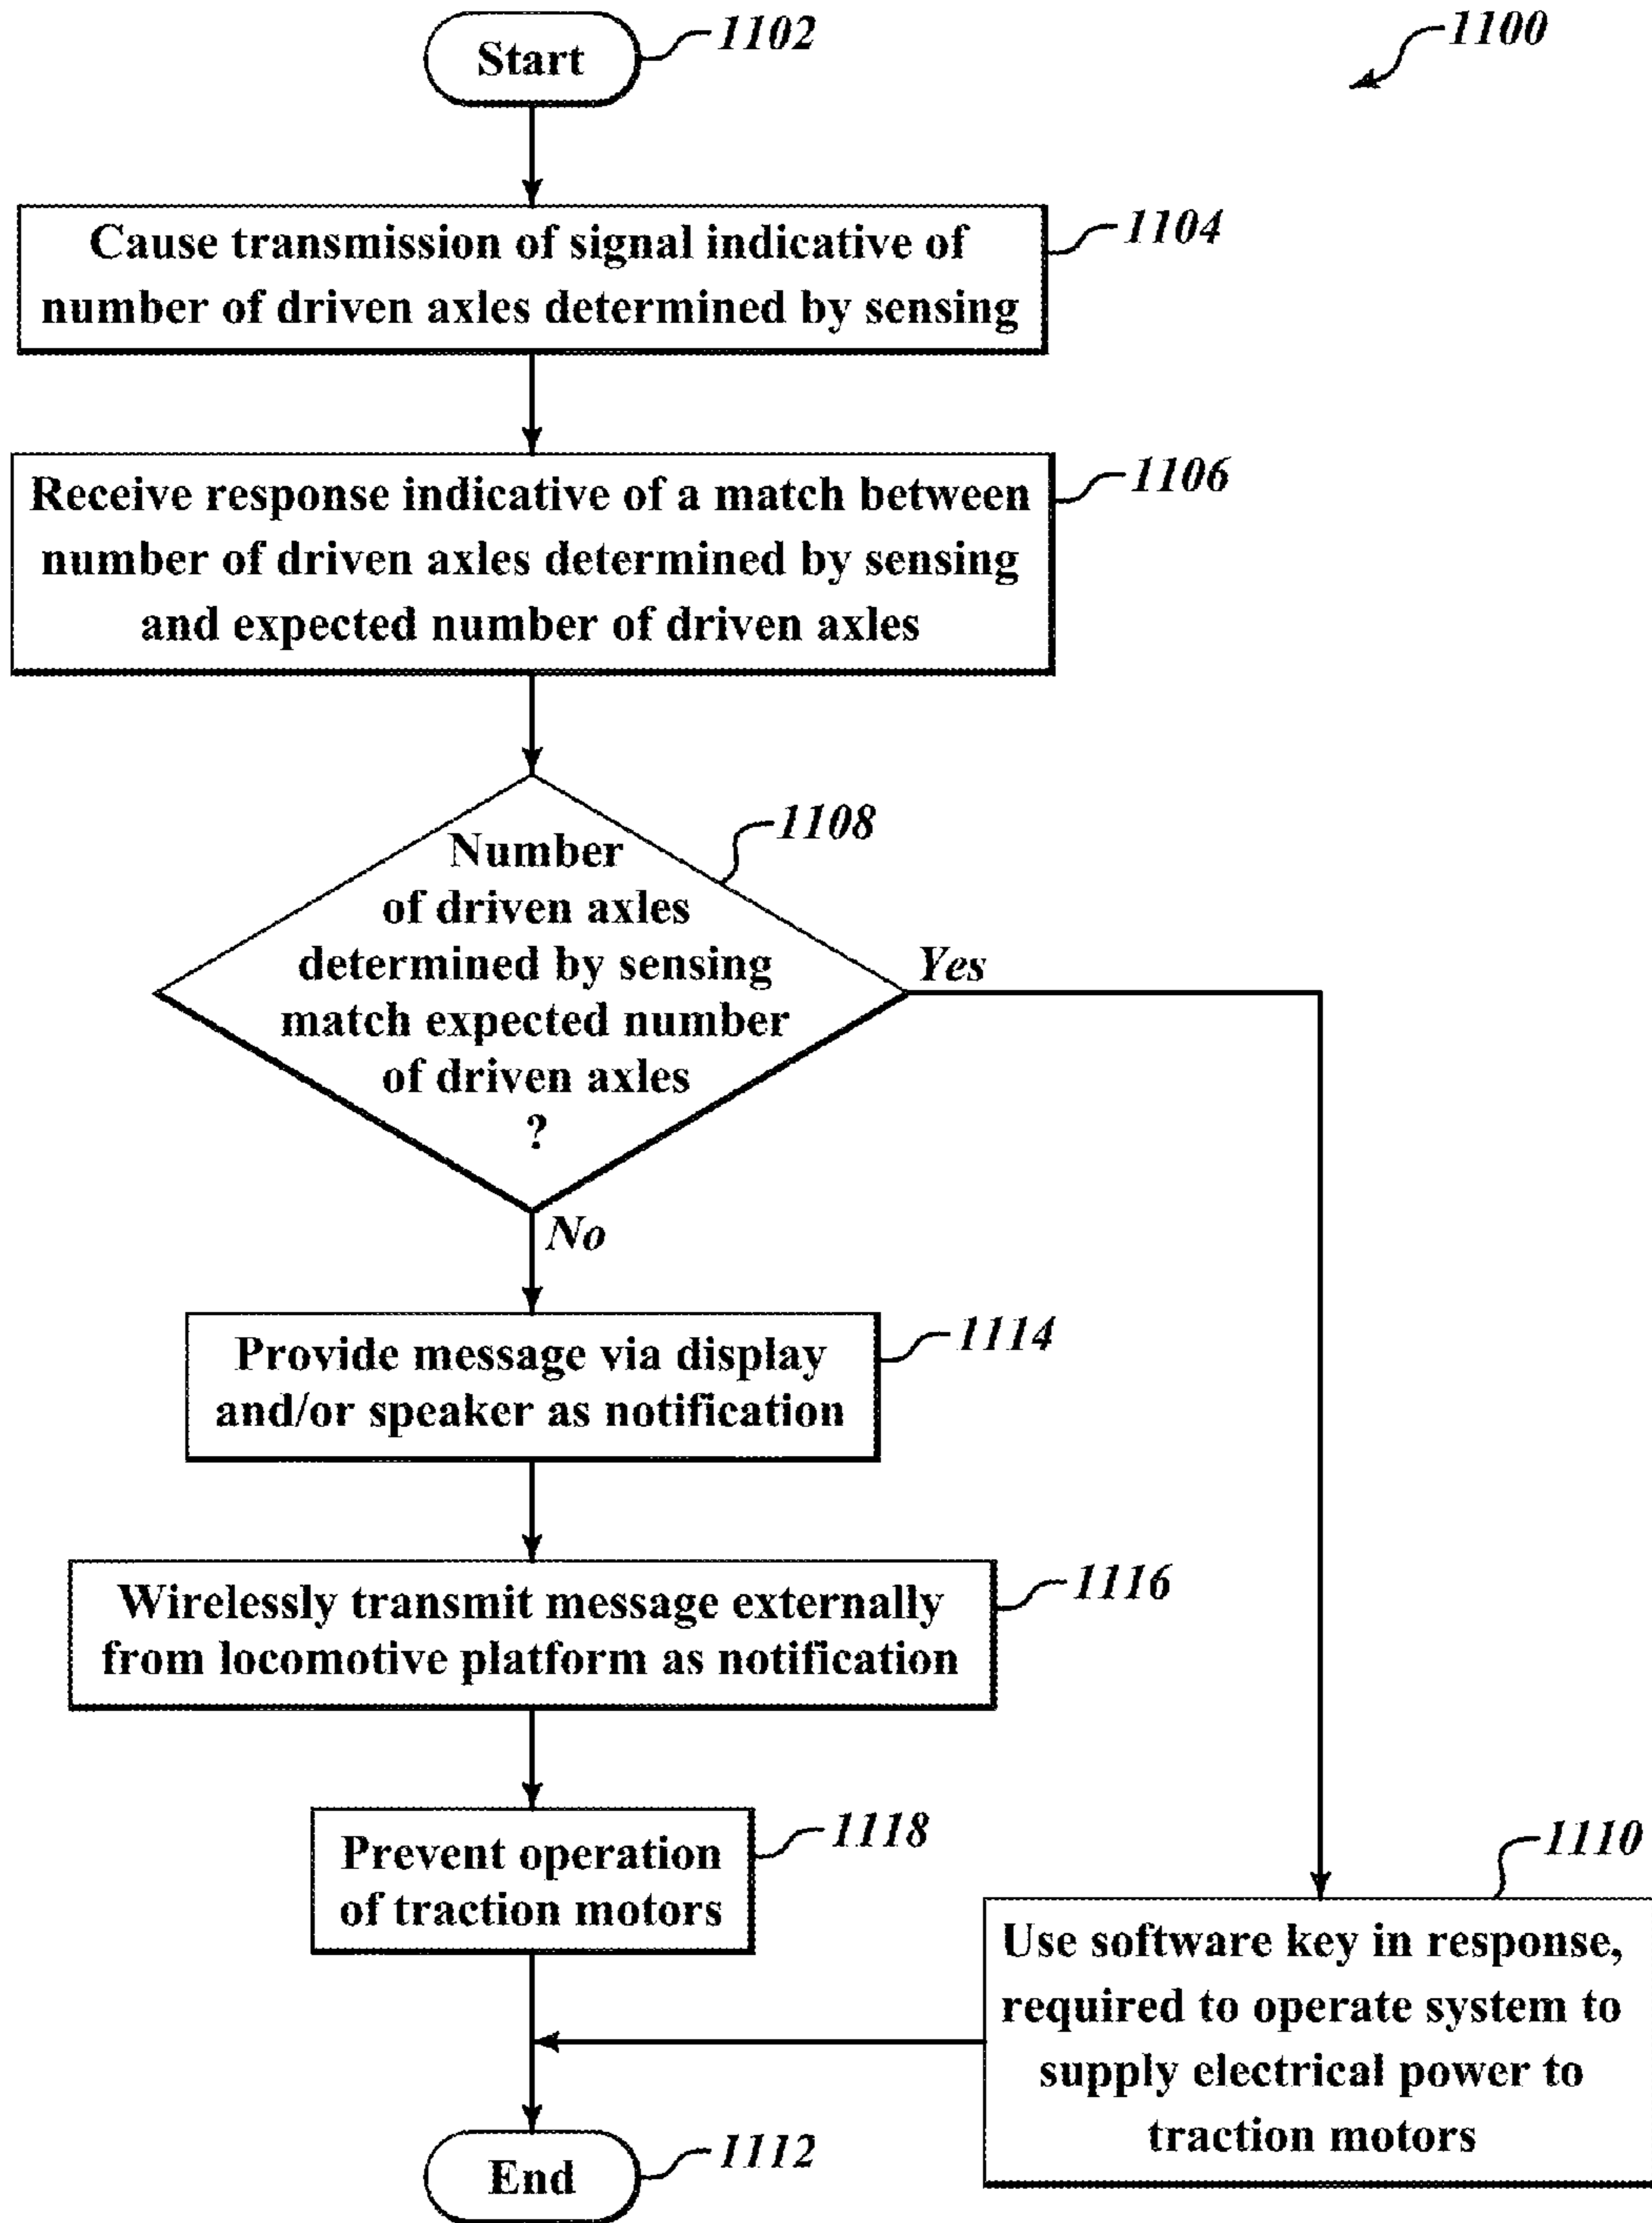 1100
Start
1102
Cause transmission of signal indicative of
number of driven axles determined by sensing
1104
Receive response indicative of a match between
number of driven axles determined by sensing
and expected number of driven axles
1106
Number
of driven axles
determined by sensing
match expected number
of driven axles
?
1108
Yes
No
Provide message via display
and/or speaker as notification
1114
Wirelessly transmit message externally
from locomotive platform as notification
1116
Prevent operation
of traction motors
1118
Use software key in response,
required to operate system to
supply electrical power to
traction motors
1110
End
1112